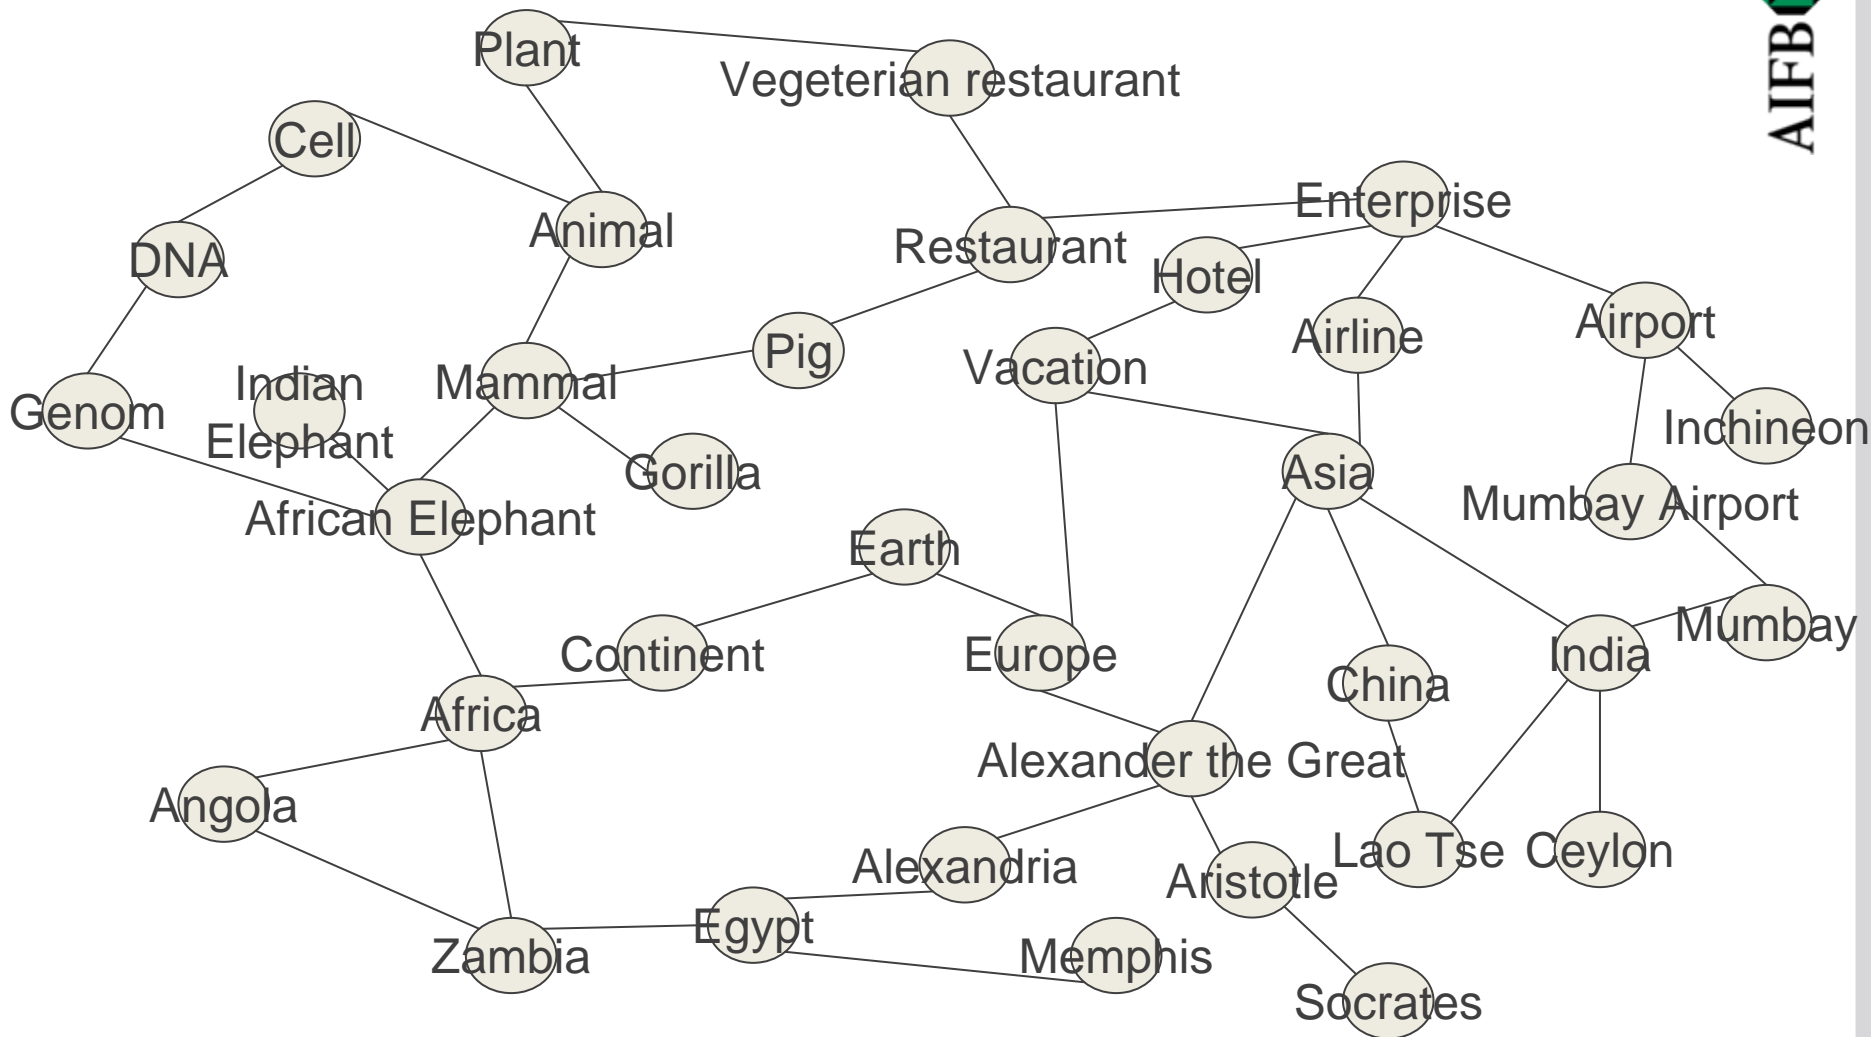 Plant
Vegeterian restaurant
AIFB
Cell
Enterprise
Animal
Restaurant
DNA
Hotel
Airline
Airport
Pig
Vacation
Indian
Elephant
Mammal
Genom
Inchineon
Gorilla
Asia
Mumbay Airport
African Elephant
Earth
Continent
Europe
China
India
Mumbay
Africa
Alexander the Great
Angola
Alexandria
Aristotle
Lao Tse
Ceylon
Egypt
Zambia
Memphis
Socrates